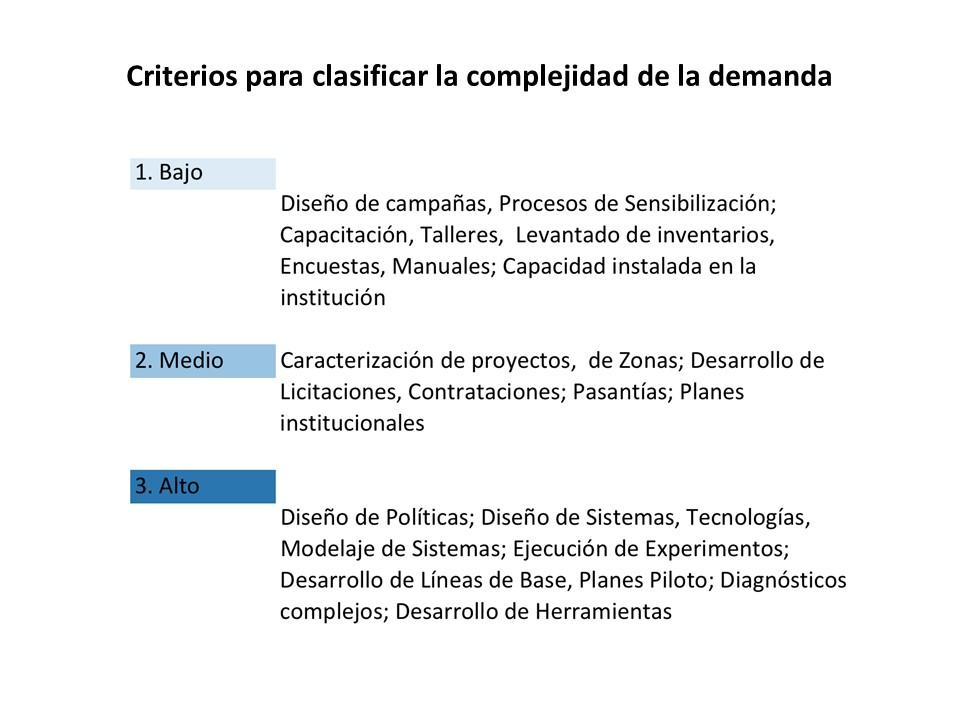 Criterios para clasificar la complejidad de la demanda
1. Bajo
Diseño de campañas, Procesos de Sensibilización;
Capacitación, Talleres, Levantado de inventarios,
Encuestas, Manuales; Capacidad instalada en la
institución
2. Medio
Caracterización de proyectos, de Zonas; Desarrollo de
Licitaciones, Contrataciones; Pasantías; Planes
institucionales
3. Alto
Diseño de Políticas; Diseño de Sistemas, Tecnologías,
Modelaje de Sistemas; Ejecución de Experimentos;
Desarrollo de Líneas de Base, Planes Piloto; Diagnósticos
complejos; Desarrollo de Herramientas